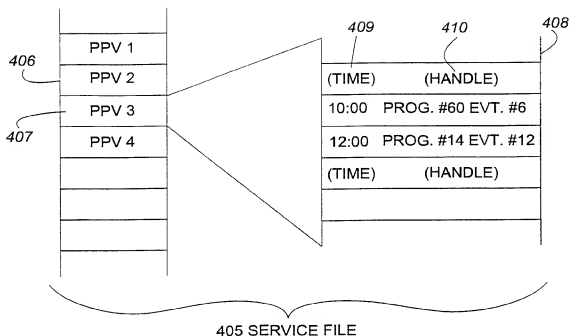 409
410
408
406
PPV 1
PPV 2
407
PPV 3
PPV 4
(TIME) (HANDLE)
10:00 PROG. #60 EVT. #6
12:00 PROG. #14 EVT. #12
(TIME) (HANDLE)
405 SERVICE FILE